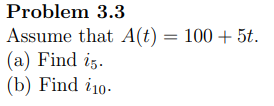 Problem 3.3
Assume that A(t) = 100 + 5t.
(a) Find i₅.
(b) Find i₁₀.